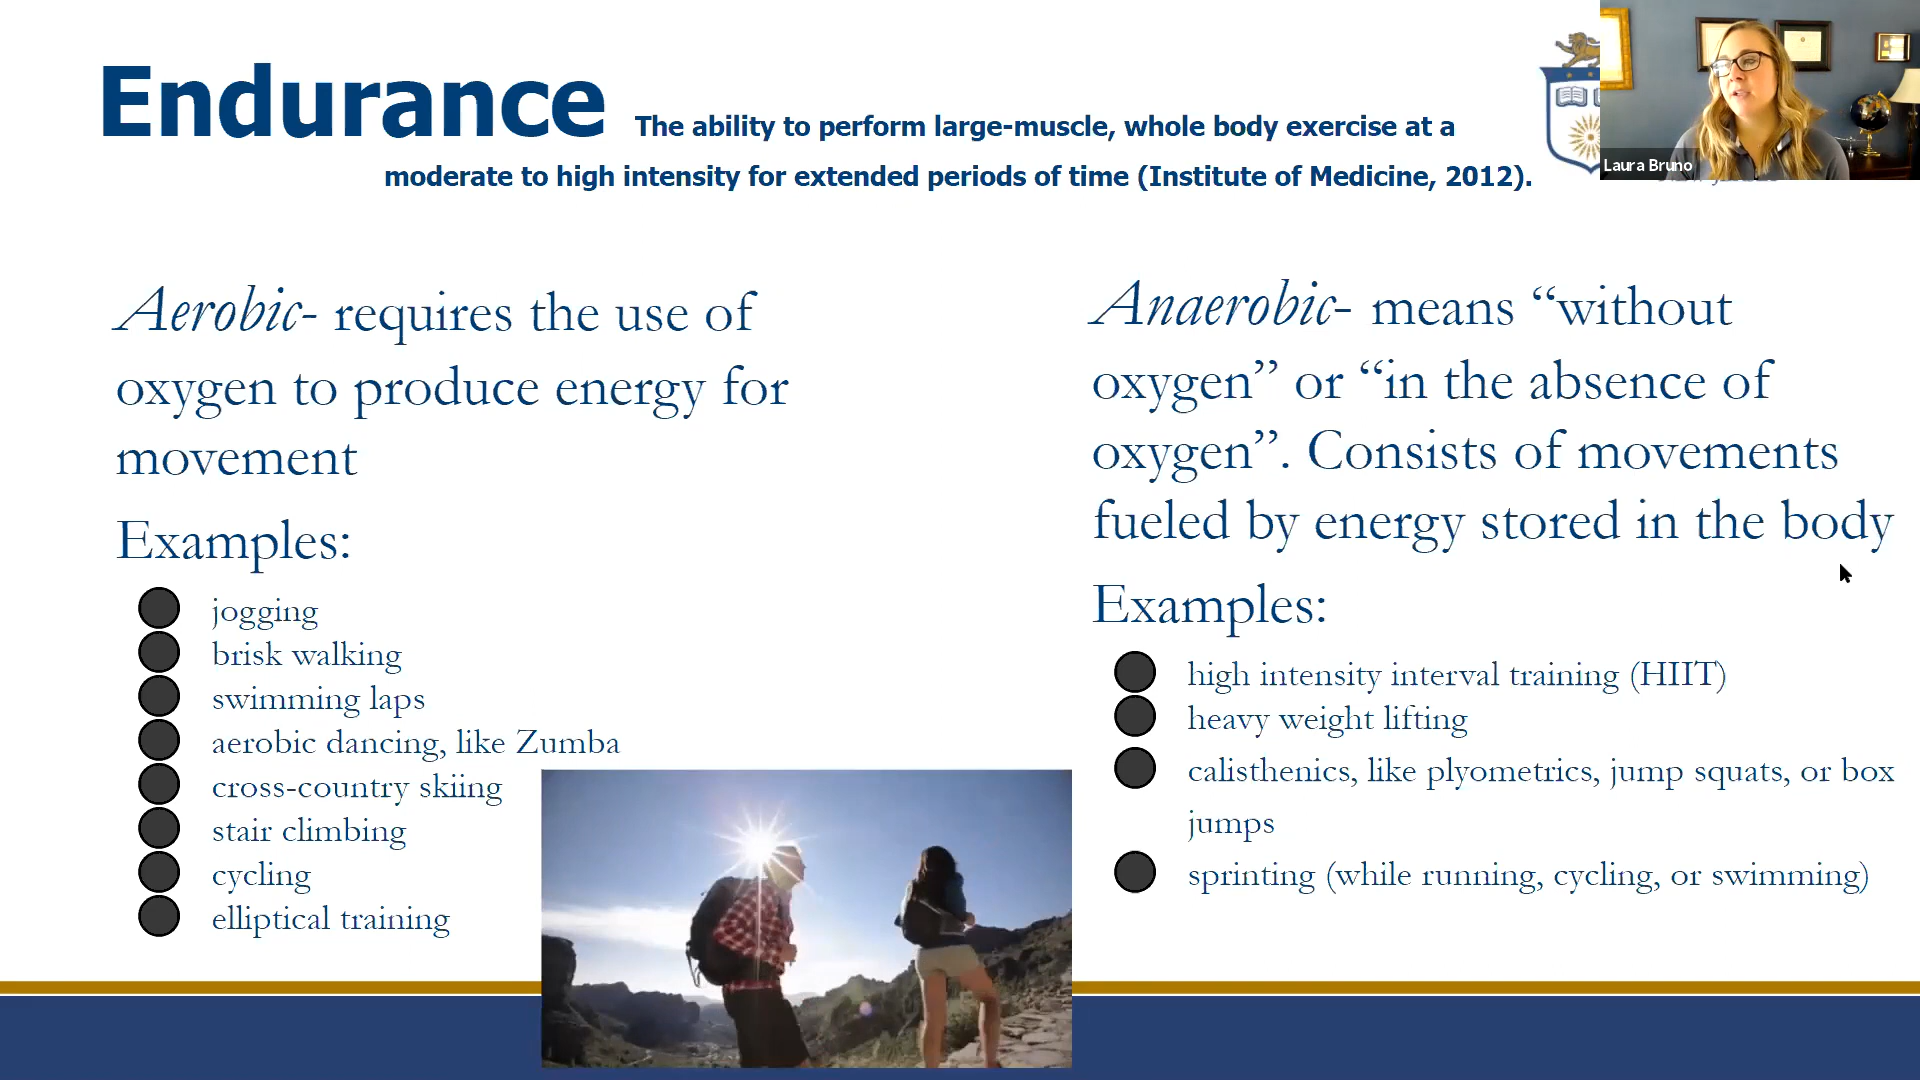 Endurance The ability to perform large-muscle, whole body exercise at a
moderate to high intensity for extended periods of time (Institute of Medicine, 2012).
Laura Bruno
Aerobic- requires the use of
oxygen to produce energy for
movement
Examples:
jogging
brisk walking
swimming laps
aerobic dancing, like Zumba
cross-country skiing
stair climbing
cycling
elliptical training
Anaerobic- means “without
oxygen” or “in the absence of
oxygen”. Consists of movements
fueled by energy stored in the body
Examples:
high intensity interval training (HIIT)
heavy weight lifting
calisthenics, like plyometrics, jump squats, or box
jumps
sprinting (while running, cycling, or swimming)